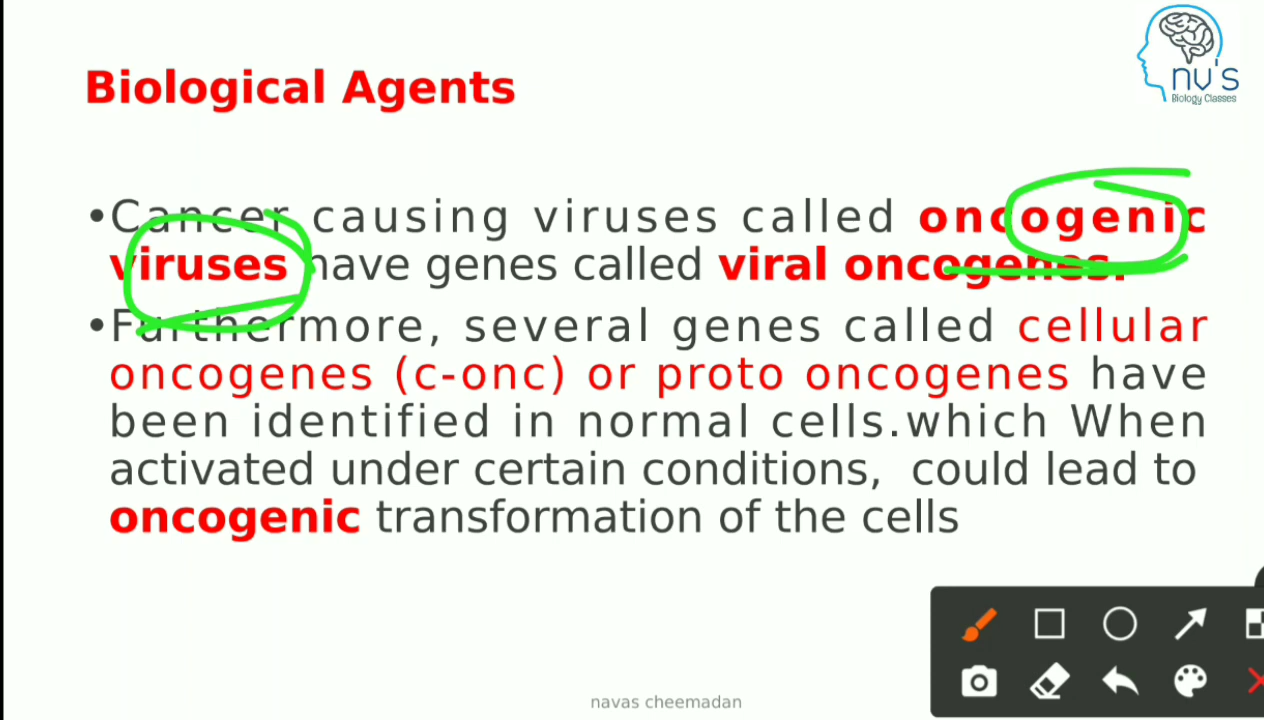 nv's
Biology Classes
Biological Agents
•Cancer causing viruses called oncogenic
viruses have genes called viral oncogenes.
•Furthermore, several genes called cellular
oncogenes (c-onc) or proto oncogenes have
been identified in normal cells.which When
activated under certain conditions, could lead to
oncogenic transformation of the cells
navas cheemadan